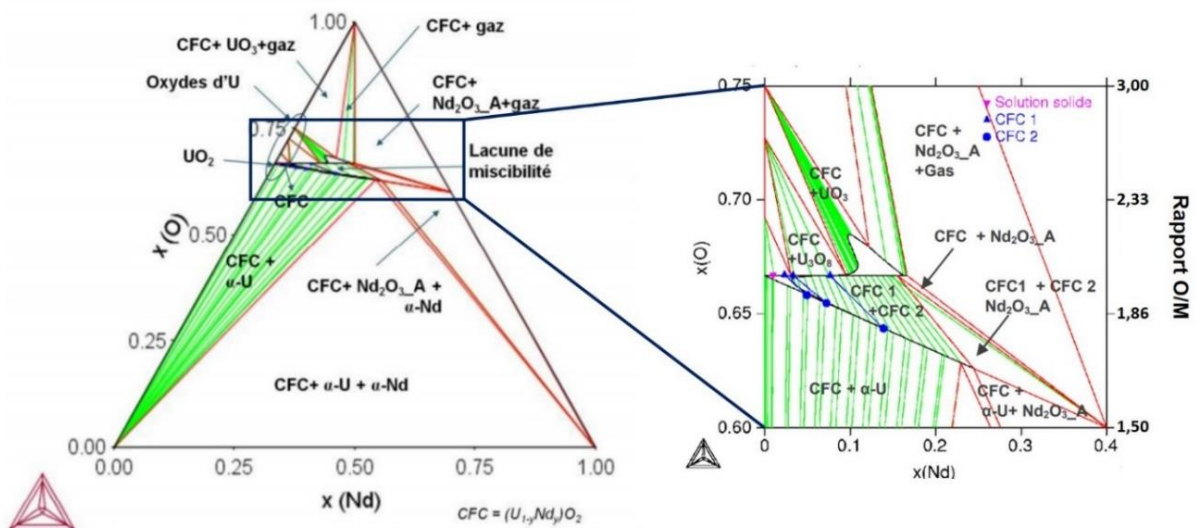 1.00
CFC+ gaz
CFC+ UO₃+gaz
Oxydes d'U
CFC+
Nd₂O₃_A+gaz
0.75
UO₂
Lacune de
miscibilité
CFC
x (O)
0.50
CFC +
α-U
CFC+ Nd₂O₃_A +
α-Nd
0.25
CFC+ α-U + α-Nd
0.00
0.00
0.25
0.50
0.75
1.00
x (Nd)
CFC = (U₁₋yNdy)O₂
0.75
3,00
Solution solide
CFC 1
CFC 2
CFC +
Nd₂O₃_A
+Gas
CFC
+UO₃
0.70
2,33
CFC
+U₃O₈
CFC + Nd₂O₃_A
x(O)
Rapport O/M
CFC 1
+CFC 2
CFC1 + CFC 2
Nd₂O₃_A
0.65
1,86
CFC + α-U
CFC +
α-U+ Nd₂O₃_A
0.60
1,50
0
0.1
0.2
0.3
0.4
x(Nd)